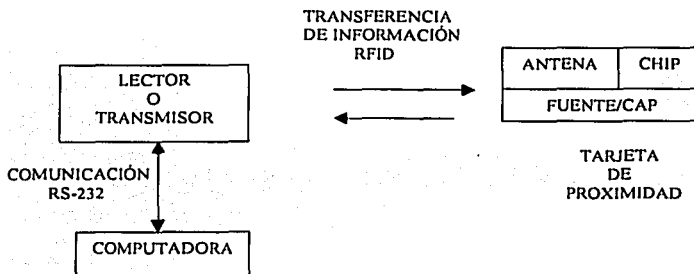 TRANSFERENCIA
DE INFORMACIÓN
RFID
LECTOR
O
TRANSMISOR
ANTENA
CHIP
FUENTE/CAP
TARJETA
DE
PROXIMIDAD
COMUNICACIÓN
RS-232
COMPUTADORA